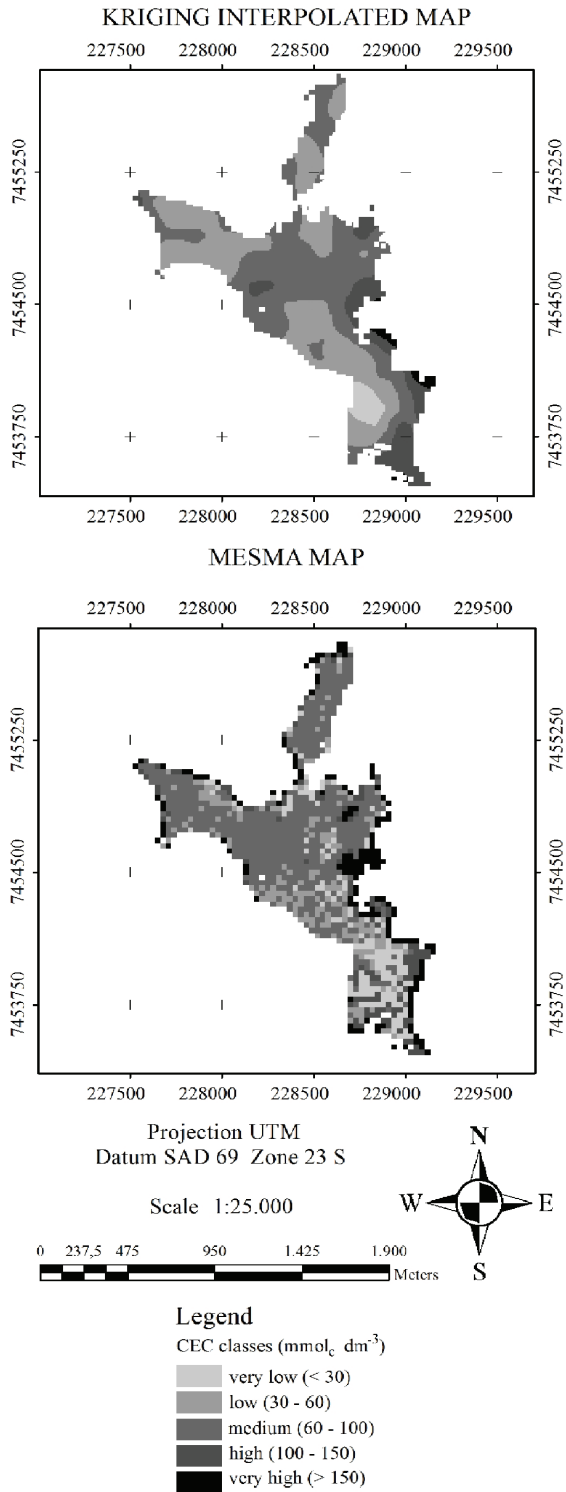 KRIGING INTERPOLATED MAP
227500 228000 228500 229000 229500
7455250 7455250
7454500 7454500
7453750 7453750
227500 228000 228500 229000 229500
MESMA MAP
227500 228000 228500 229000 229500
7455250 7455250
7454500 7454500
7453750 7453750
227500 228000 228500 229000 229500
Projection UTM
Datum SAD 69 Zone 23 S
Scale 1:25.000
N
W E
S
0 237,5 475 950 1.425 1.900
Meters
Legend
CEC classes (mmolc dm-3)
very low (< 30)
low (30 - 60)
medium (60 - 100)
high (100 - 150)
very high (> 150)